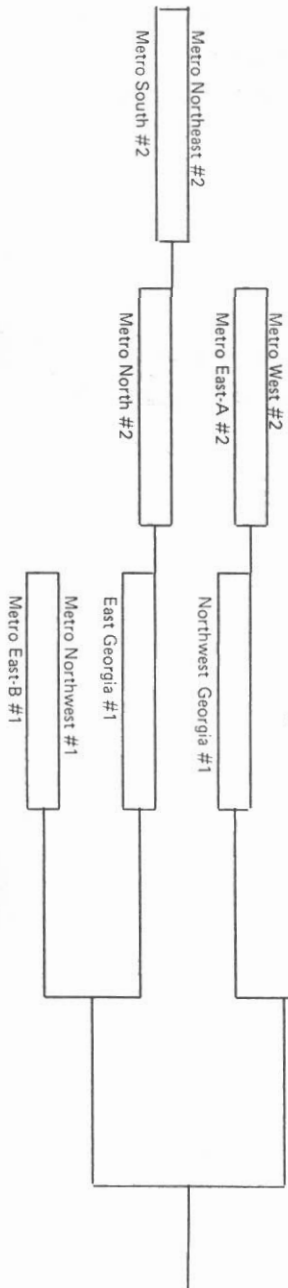 Metro Northeast #2
Metro South #2
Metro West #2
Metro East-A #2
Metro North #2
Northwest Georgia #1
East Georgia #1
Metro Northwest #1
Metro East-B #1